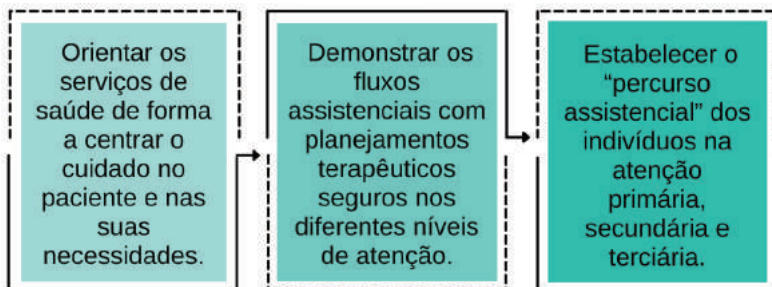 Orientar os
serviços de
saúde de forma
a centrar o
cuidado no
paciente e nas
suas
necessidades.
Demonstrar os
fluxos
assistenciais com
planejamentos
terapêuticos
seguros nos
diferentes níveis
de atenção.
Estabelecer o
“percurso
assistencial” dos
indivíduos na
atenção
primária,
secundária e
terciária.